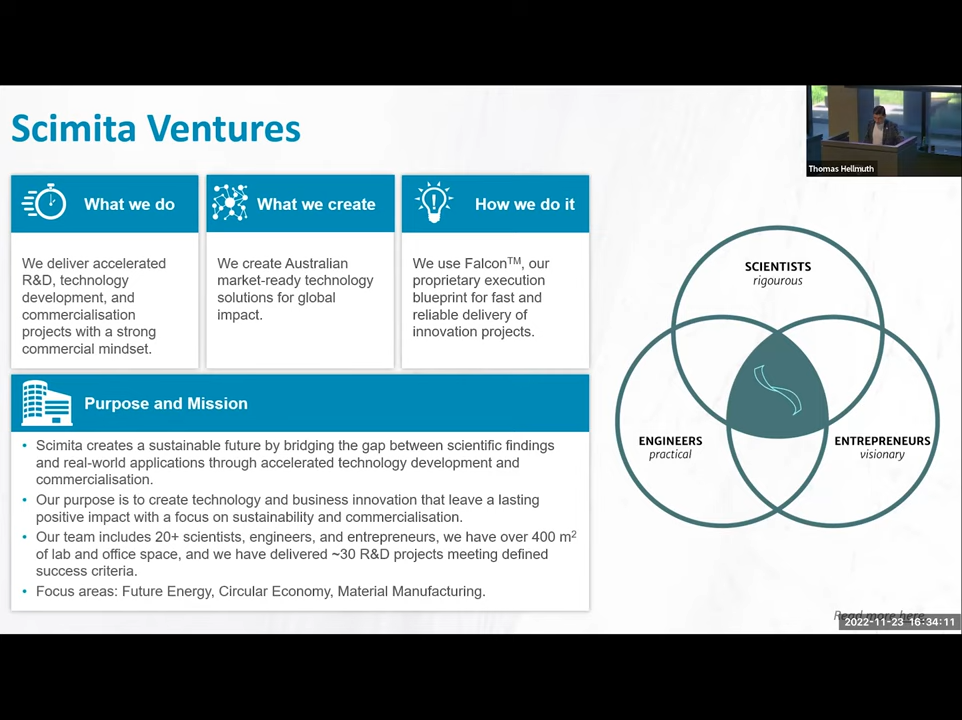 Scimita Ventures
Thomas Hellmuth
What we do
We deliver accelerated
R&D, technology
development, and
commercialisation
projects with a strong
commercial mindset.
What we create
We create Australian
market-ready technology
solutions for global
impact.
How we do it
We use Falcon™, our
proprietary execution
blueprint for fast and
reliable delivery of
innovation projects.
Purpose and Mission
• Scimita creates a sustainable future by bridging the gap between scientific findings
and real-world applications through accelerated technology development and
commercialisation.
• Our purpose is to create technology and business innovation that leave a lasting
positive impact with a focus on sustainability and commercialisation.
• Our team includes 20+ scientists, engineers, and entrepreneurs, we have over 400 m²
of lab and office space, and we have delivered ~30 R&D projects meeting defined
success criteria.
• Focus areas: Future Energy, Circular Economy, Material Manufacturing.
SCIENTISTS
rigourous
ENGINEERS
practical
ENTREPRENEURS
visionary
Read more here
2022-11-23 16:34:11